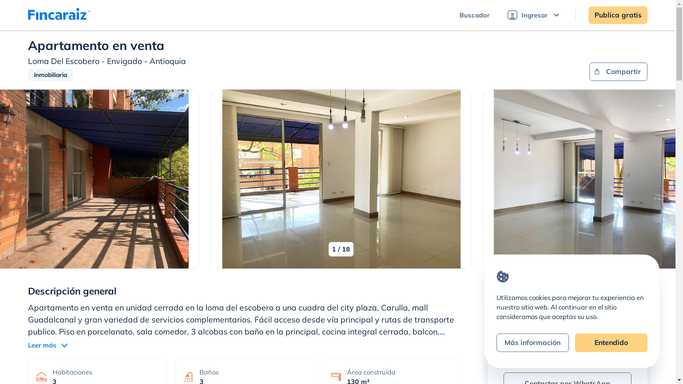 Fincaraiz
Buscador
Ingresar
Publica gratis
Apartamento en venta
Loma Del Escobero - Envigado - Antioquia
Inmobiliaria
Compartir
1 / 18
Descripción general
Apartamento en venta en unidad cerrada en la loma del escobero a una cuadra del city plaza, Carulla, mall
Guadalcanal y gran variedad de servicios complementarios. Fácil acceso desde vía principal y rutas de transporte
publico. Piso en porcelanato, sala comedor, 3 alcobas con baño en la principal, cocina integral cerrada, balcon,...
Leer más
Habitaciones
3
Baños
3
Área construida
130 m²
Utilizamos cookies para mejorar tu experiencia en
nuestro sitio web. Al continuar en el sitio
consideramos que aceptas su uso.
Más información
Entendido
Contactar por WhatsApp